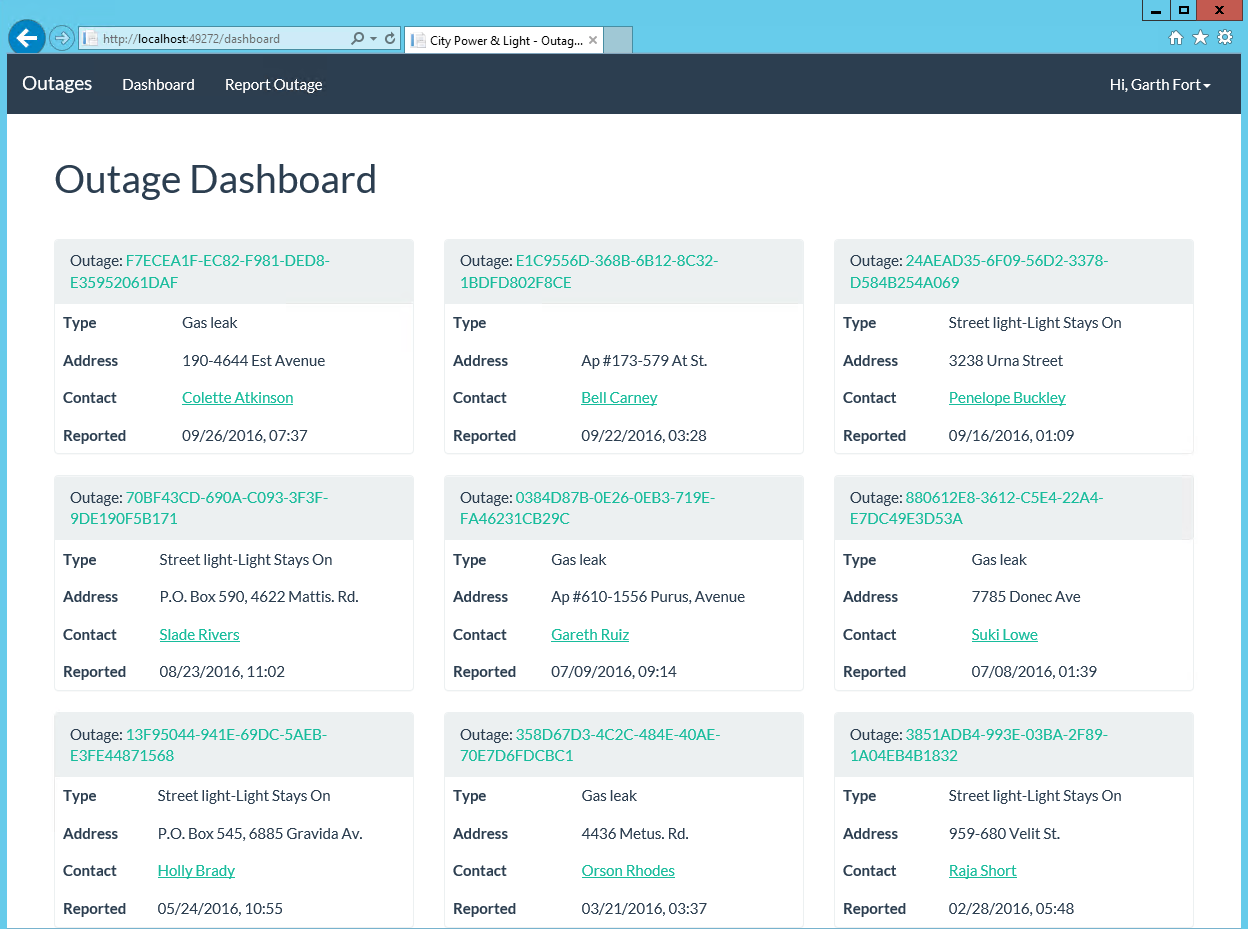 http://localhost:49272/dashboard
City Power & Light - Outag...
Outages Dashboard Report Outage Hi, Garth Fort
Outage Dashboard
Outage: F7ECEA1F-EC82-F981-DED8-
E35952061DAF
Type Gas leak
Address 190-4644 Est Avenue
Contact Colette Atkinson
Reported 09/26/2016, 07:37
Outage: E1C9556D-368B-6B12-8C32-
1BDFD802F8CE
Type
Address Ap #173-579 At St.
Contact Bell Carney
Reported 09/22/2016, 03:28
Outage: 24AEAD35-6F09-56D2-3378-
D584B254A069
Type Street light-Light Stays On
Address 3238 Urna Street
Contact Penelope Buckley
Reported 09/16/2016, 01:09
Outage: 70BF43CD-690A-C093-3F3F-
9DE190F5B171
Type Street light-Light Stays On
Address P.O. Box 590, 4622 Mattis. Rd.
Contact Slade Rivers
Reported 08/23/2016, 11:02
Outage: 0384D87B-0E26-0EB3-719E-
FA46231CB29C
Type Gas leak
Address Ap #610-1556 Purus, Avenue
Contact Gareth Ruiz
Reported 07/09/2016, 09:14
Outage: 880612E8-3612-C5E4-22A4-
E7DC49E3D53A
Type Gas leak
Address 7785 Donec Ave
Contact Suki Lowe
Reported 07/08/2016, 01:39
Outage: 13F95044-941E-69DC-5AEB-
E3FE44871568
Type Street light-Light Stays On
Address P.O. Box 545, 6885 Gravida Av.
Contact Holly Brady
Reported 05/24/2016, 10:55
Outage: 358D67D3-4C2C-484E-40AE-
70E7D6FDCBC1
Type Gas leak
Address 4436 Metus. Rd.
Contact Orson Rhodes
Reported 03/21/2016, 03:37
Outage: 3851ADB4-993E-03BA-2F89-
1A04EB4B1832
Type Street light-Light Stays On
Address 959-680 Velit St.
Contact Raja Short
Reported 02/28/2016, 05:48